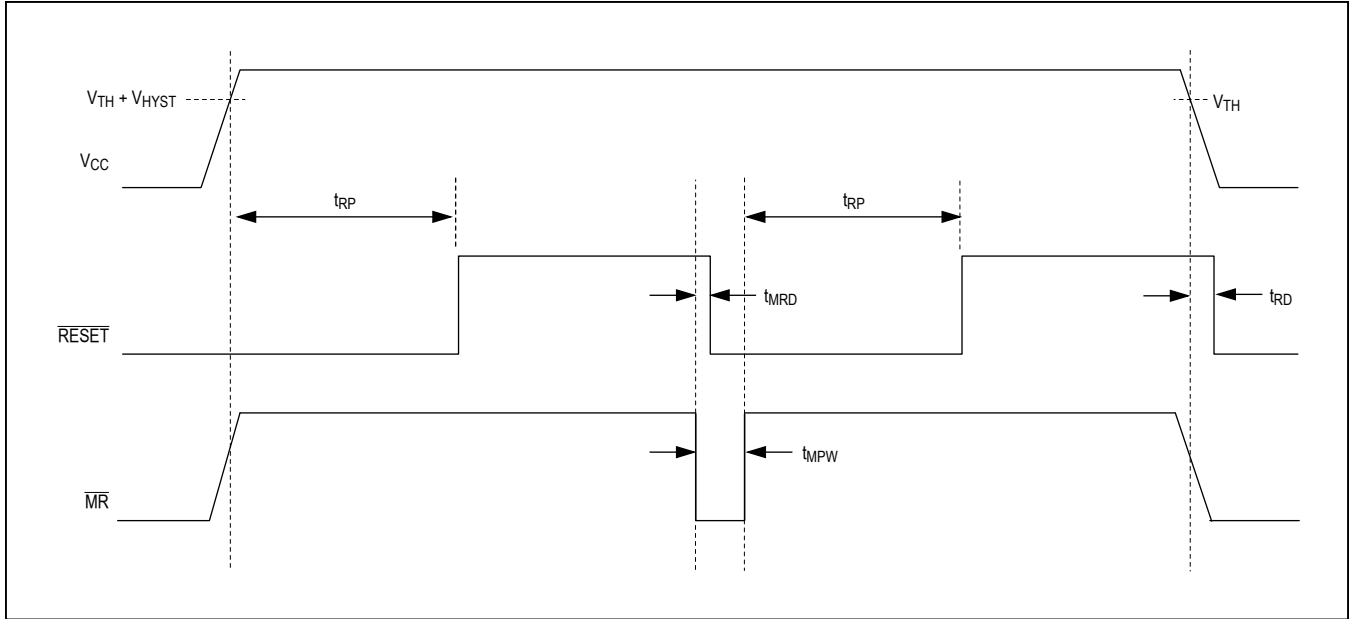 VTH + VHYST
VTH
VCC
tRP
tRP
tMRD
tRD
RESET
tMPW
MR